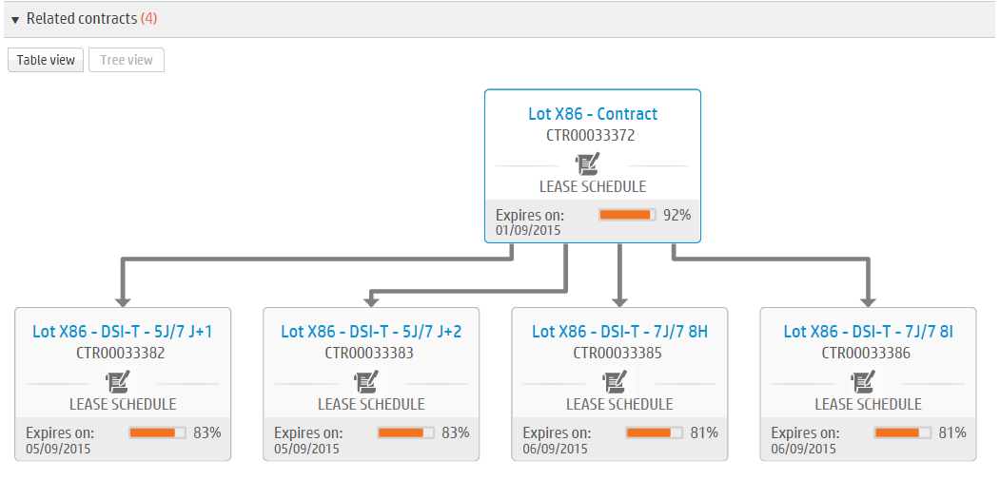 Related contracts (4)
Table view
Tree view
Lot X86 - Contract
CTR00033372
LEASE SCHEDULE
Expires on:
92%
01/09/2015
Lot X86 - DSI-T - 5J/7 J+1
CTR00033382
LEASE SCHEDULE
Expires on:
83%
05/09/2015
Lot X86 - DSI-T - 5J/7 J+2
CTR00033383
LEASE SCHEDULE
Expires on:
83%
05/09/2015
Lot X86 - DSI-T - 7J/7 8H
CTR00033385
LEASE SCHEDULE
Expires on:
81%
06/09/2015
Lot X86 - DSI-T - 7J/7 8I
CTR00033386
LEASE SCHEDULE
Expires on:
81%
06/09/2015